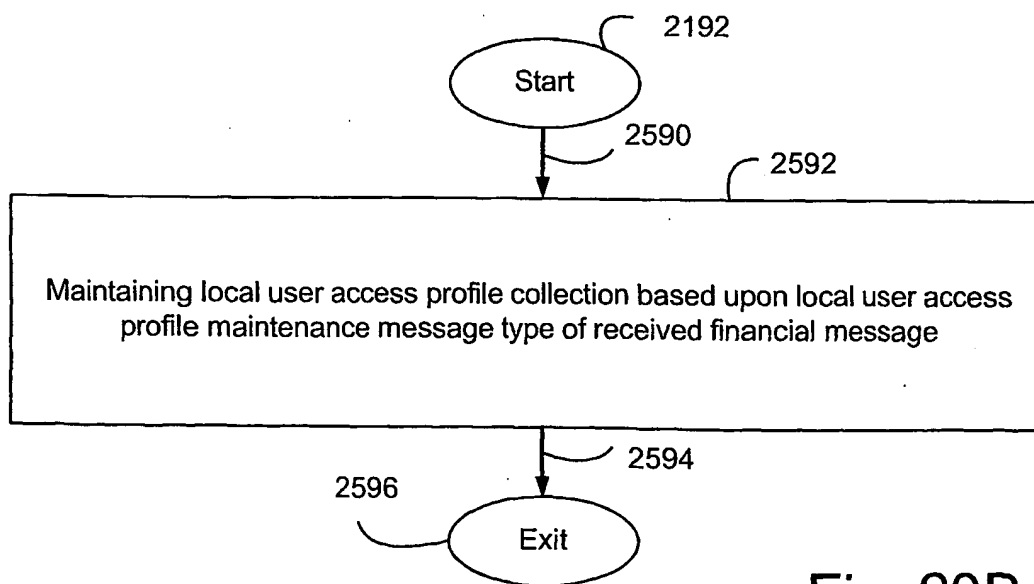 2192
Start
2590
2592
Maintaining local user access profile collection based upon local user access
profile maintenance message type of received financial message
2594
2596
Exit